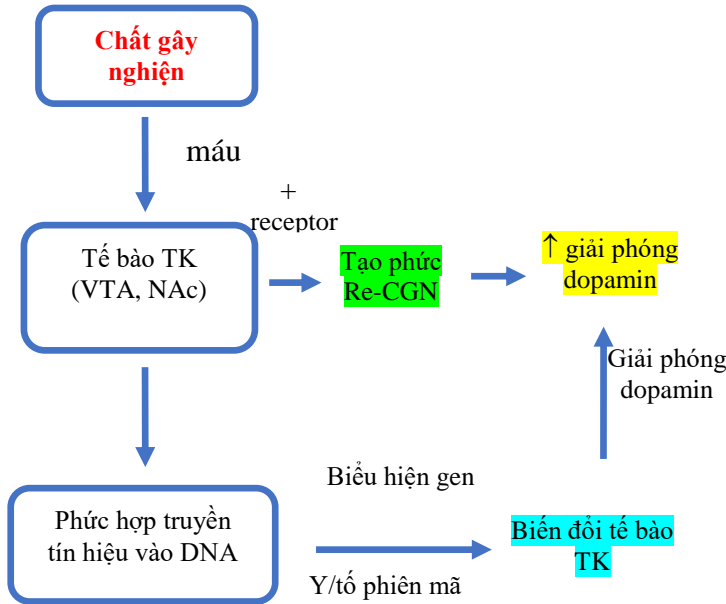 Chất gây
nghiện
máu
+
receptor
Tế bào TK
(VTA, NAc)
Tạo phức
Re-CGN
↑ giải phóng
dopamin
Giải phóng
dopamin
Phức hợp truyền
tín hiệu vào DNA
Biểu hiện gen
Y/tố phiên mã
Biến đổi tế bào
TK